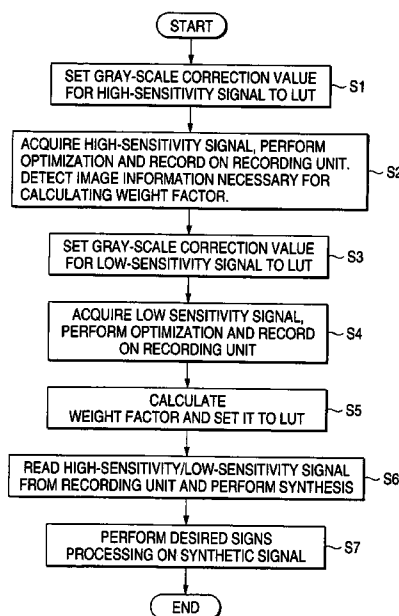 START
SET GRAY-SCALE CORRECTION VALUE
FOR HIGH-SENSITIVITY SIGNAL TO LUT
S1
ACQUIRE HIGH-SENSITIVITY SIGNAL, PERFORM
OPTIMIZATION AND RECORD ON RECORDING UNIT.
DETECT IMAGE INFORMATION NECESSARY FOR
CALCULATING WEIGHT FACTOR.
S2
SET GRAY-SCALE CORRECTION VALUE
FOR LOW-SENSITIVITY SIGNAL TO LUT
S3
ACQUIRE LOW SENSITIVITY SIGNAL,
PERFORM OPTIMIZATION AND RECORD
ON RECORDING UNIT
S4
CALCULATE
WEIGHT FACTOR AND SET IT TO LUT
S5
READ HIGH-SENSITIVITY/LOW-SENSITIVITY SIGNAL
FROM RECORDING UNIT AND PERFORM SYNTHESIS
S6
PERFORM DESIRED SIGNS
PROCESSING ON SYNTHETIC SIGNAL
S7
END